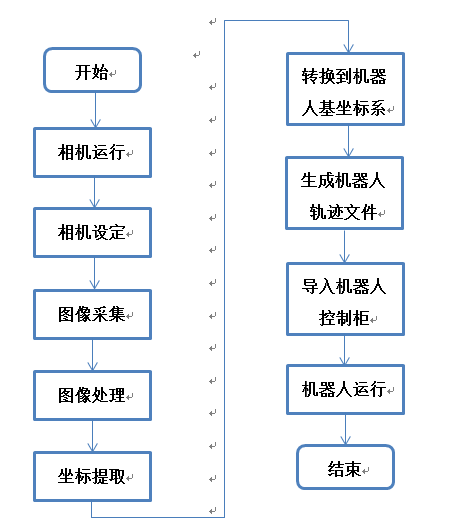 开始
相机运行
相机设定
图像采集
图像处理
坐标提取
转换到机器
人基坐标系
生成机器人
轨迹文件
导入机器人
控制柜
机器人运行
结束